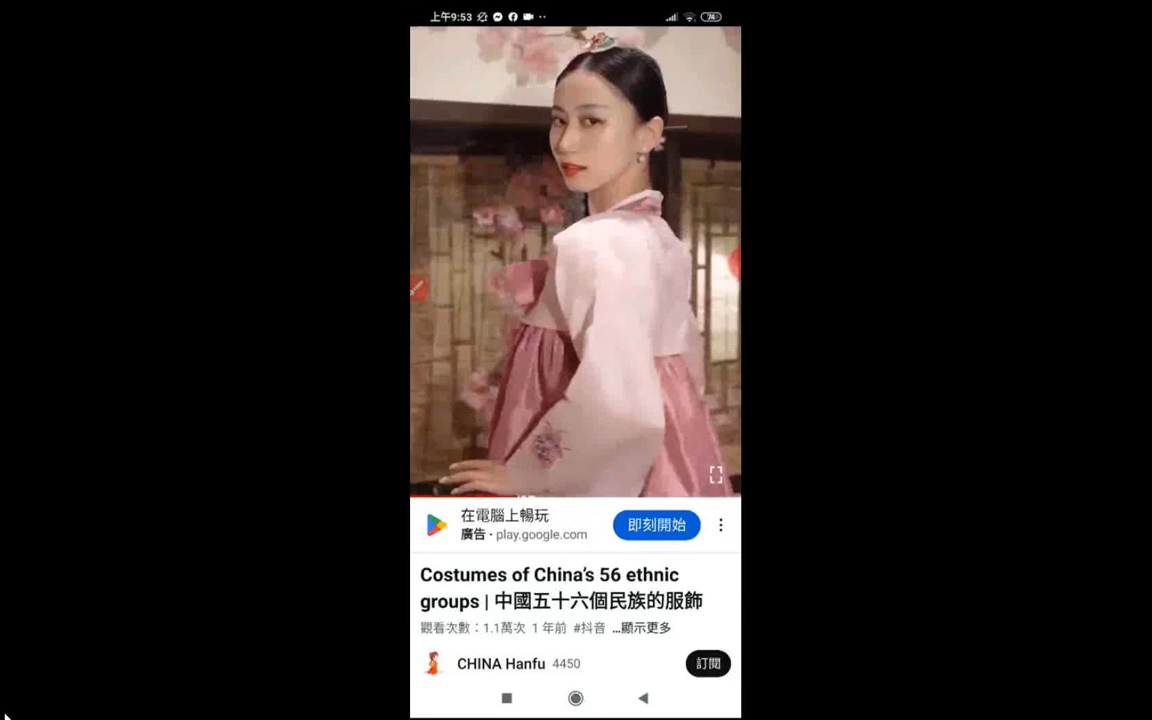 上午9:53
74
在電腦上暢玩
廣告 · play.google.com
即刻開始
Costumes of China's 56 ethnic
groups | 中國五十六個民族的服飾
觀看次數：1.1萬次 1 年前 #抖音 ...顯示更多
CHINA Hanfu 4450
訂閱